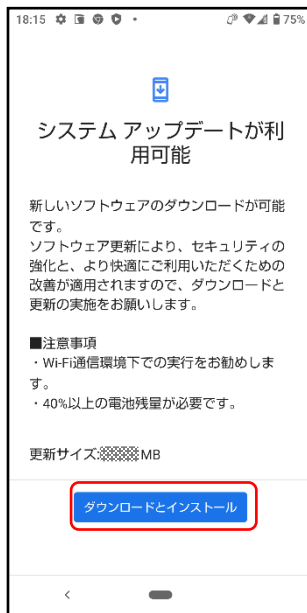 18:15 75%
システム アップデートが利
用可能
新しいソフトウェアのダウンロードが可能
です。
ソフトウェア更新により、セキュリティの
強化と、より快適にご利用いただくための
改善が適用されますので、ダウンロードと
更新の実施をお願いします。
■注意事項
・Wi-Fi通信環境下での実行をお勧めしま
す。
・40%以上の電池残量が必要です。
更新サイズ: MB
ダウンロードとインストール